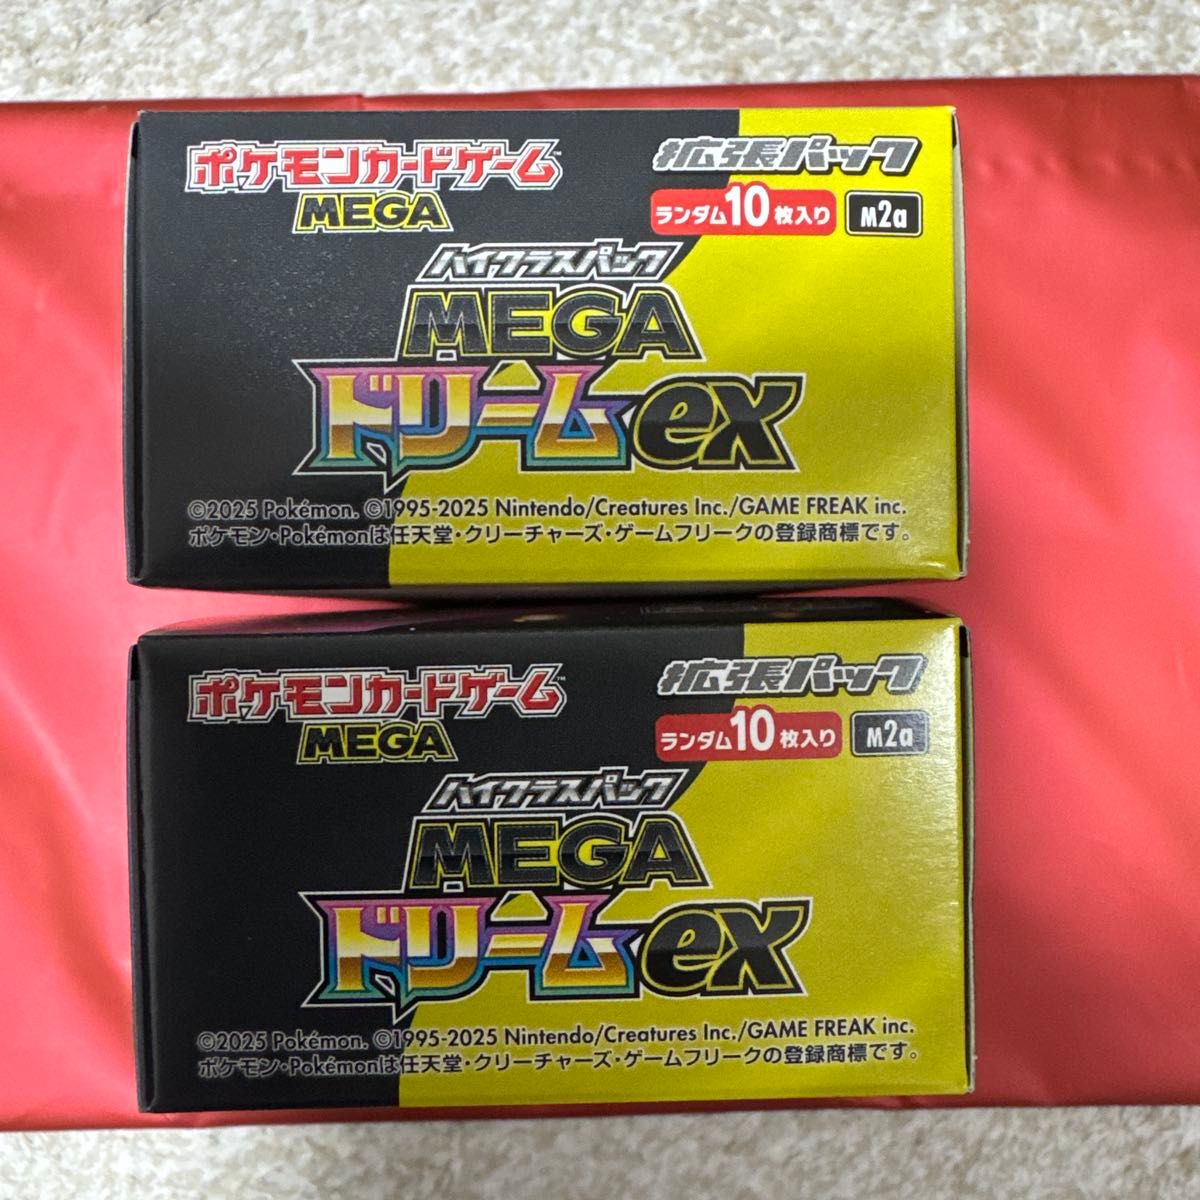 ポケモンカードゲーム™
MEGA
拡張パック
ランダム10枚入り M2a
ハイクラスパック
MEGA
ドリームex
©2025 Pokémon. ©1995-2025 Nintendo/Creatures Inc./GAME FREAK inc.
ポケモン・Pokémonは任天堂・クリーチャーズ・ゲームフリークの登録商標です。
ポケモンカードゲーム™
MEGA
拡張パック
ランダム10枚入り M2a
ハイクラスパック
MEGA
ドリームex
©2025 Pokémon. ©1995-2025 Nintendo/Creatures Inc./GAME FREAK inc.
ポケモン・Pokémonは任天堂・クリーチャーズ・ゲームフリークの登録商標です。